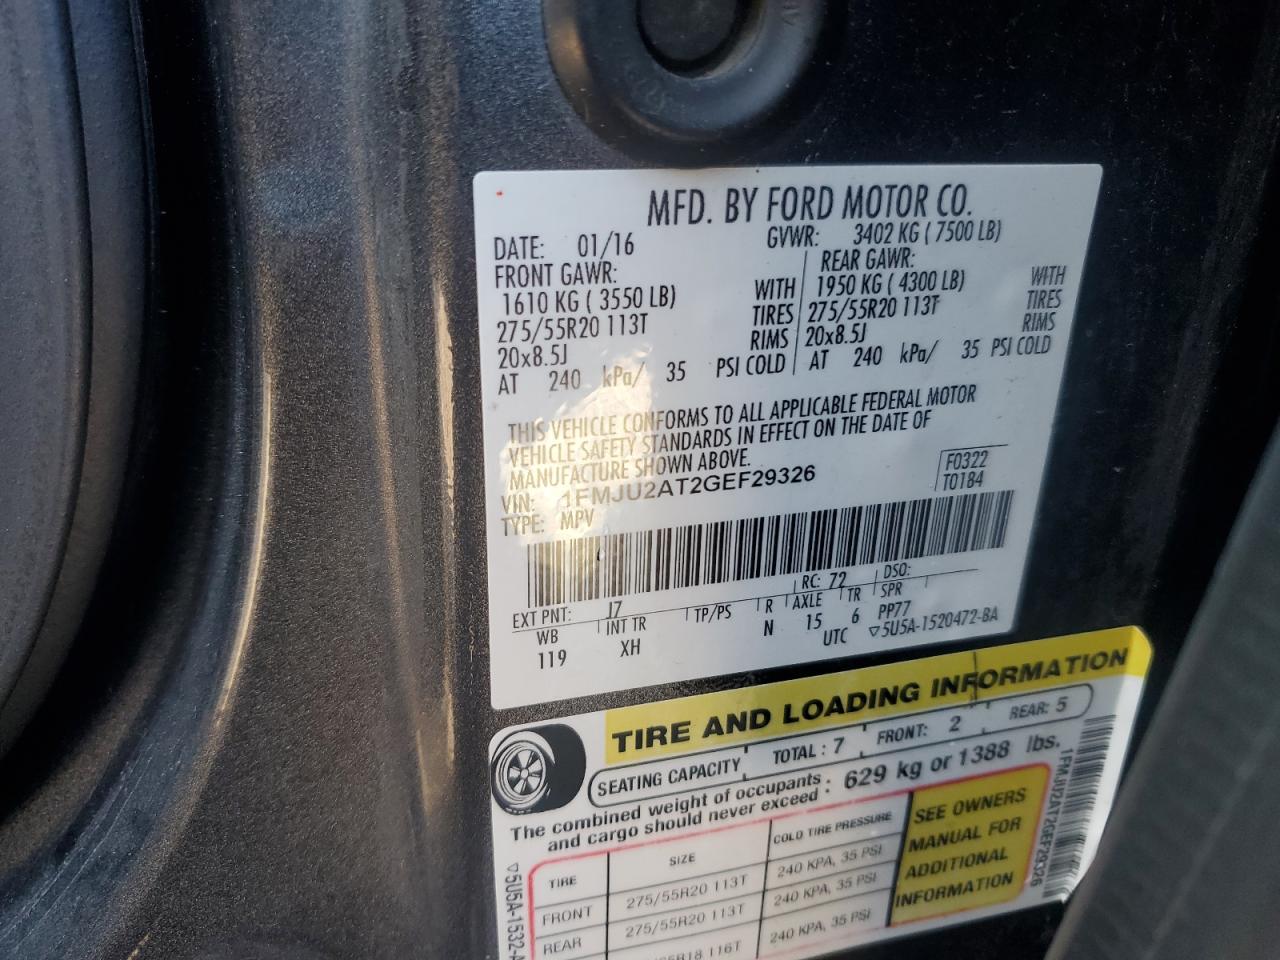 MFD. BY FORD MOTOR CO.
DATE: 01/16 GVWR: 3402 KG ( 7500 LB)
FRONT GAWR: REAR GAWR:
1610 KG ( 3550 LB) WITH 1950 KG ( 4300 LB) WITH
275/55R20 113T TIRES 275/55R20 113T TIRES
20x8.5J RIMS 20x8.5J RIMS
AT 240 kPa/ 35 PSI COLD AT 240 kPa/ 35 PSI COLD
THIS VEHICLE CONFORMS TO ALL APPLICABLE FEDERAL MOTOR
VEHICLE SAFETY STANDARDS IN EFFECT ON THE DATE OF
MANUFACTURE SHOWN ABOVE.
VIN: 1FMJU2AT2GEF29326
TYPE: MPV
F0322
T0184
EXT PNT: J7 RC: 72 DSO:
WB INT TR TP/PS R AXLE TR SPR
119 XH N 15 6 PP77
UTC ▽5U5A-1520472-BA
TIRE AND LOADING INFORMATION
SEATING CAPACITY TOTAL : 7 FRONT: 2 REAR: 5
The combined weight of occupants
and cargo should never exceed : 629 kg or 1388 lbs.
TIRE SIZE COLD TIRE PRESSURE
FRONT 275/55R20 113T 240 KPA, 35 PSI
REAR 275/55R20 113T 240 KPA, 35 PSI
R18 116T 240 KPA, 35 PSI
SEE OWNERS
MANUAL FOR
ADDITIONAL
INFORMATION
1FMJU2AT2GEF29326
▽5U5A-1532-A